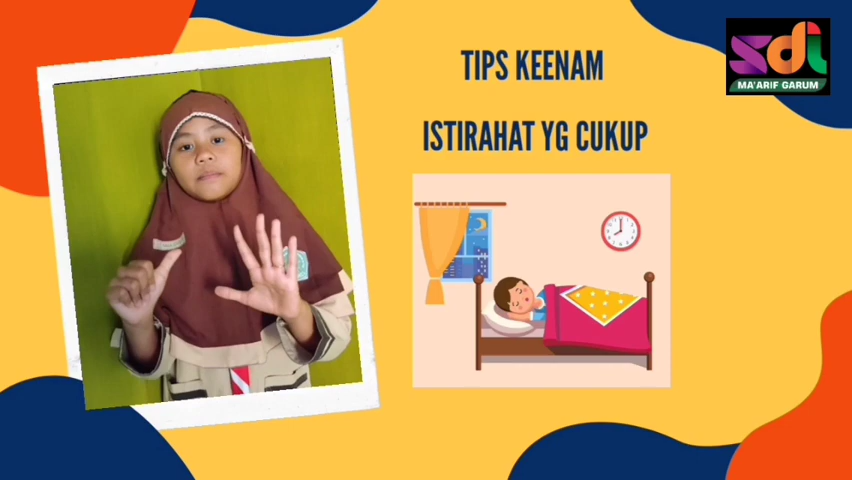 TIPS KEENAM
ISTIRAHAT YG CUKUP
sdi
MA'ARIF GARUM